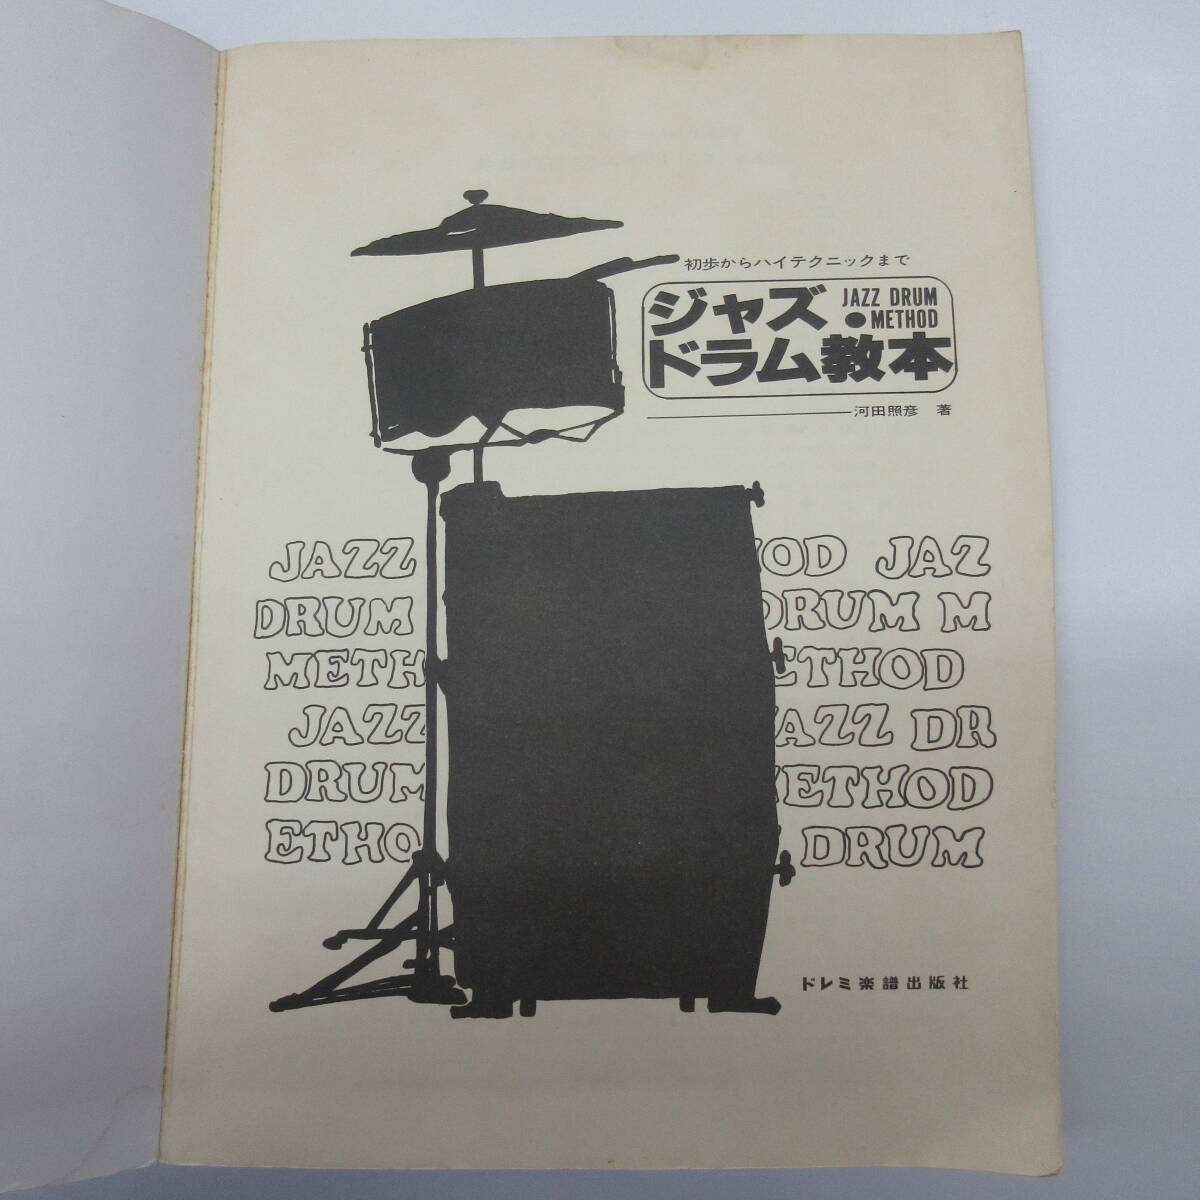 初歩からハイテクニックまで
ジャズ・ JAZZ DRUM
METHOD
ドラム教本
河田照彦 著
JAZZ OD JAZ
DRUM DRUM M
METH ETHOD
JAZZ AZZ DR
DRUM ETHOD
ETHO DRUM
ドレミ楽譜出版社